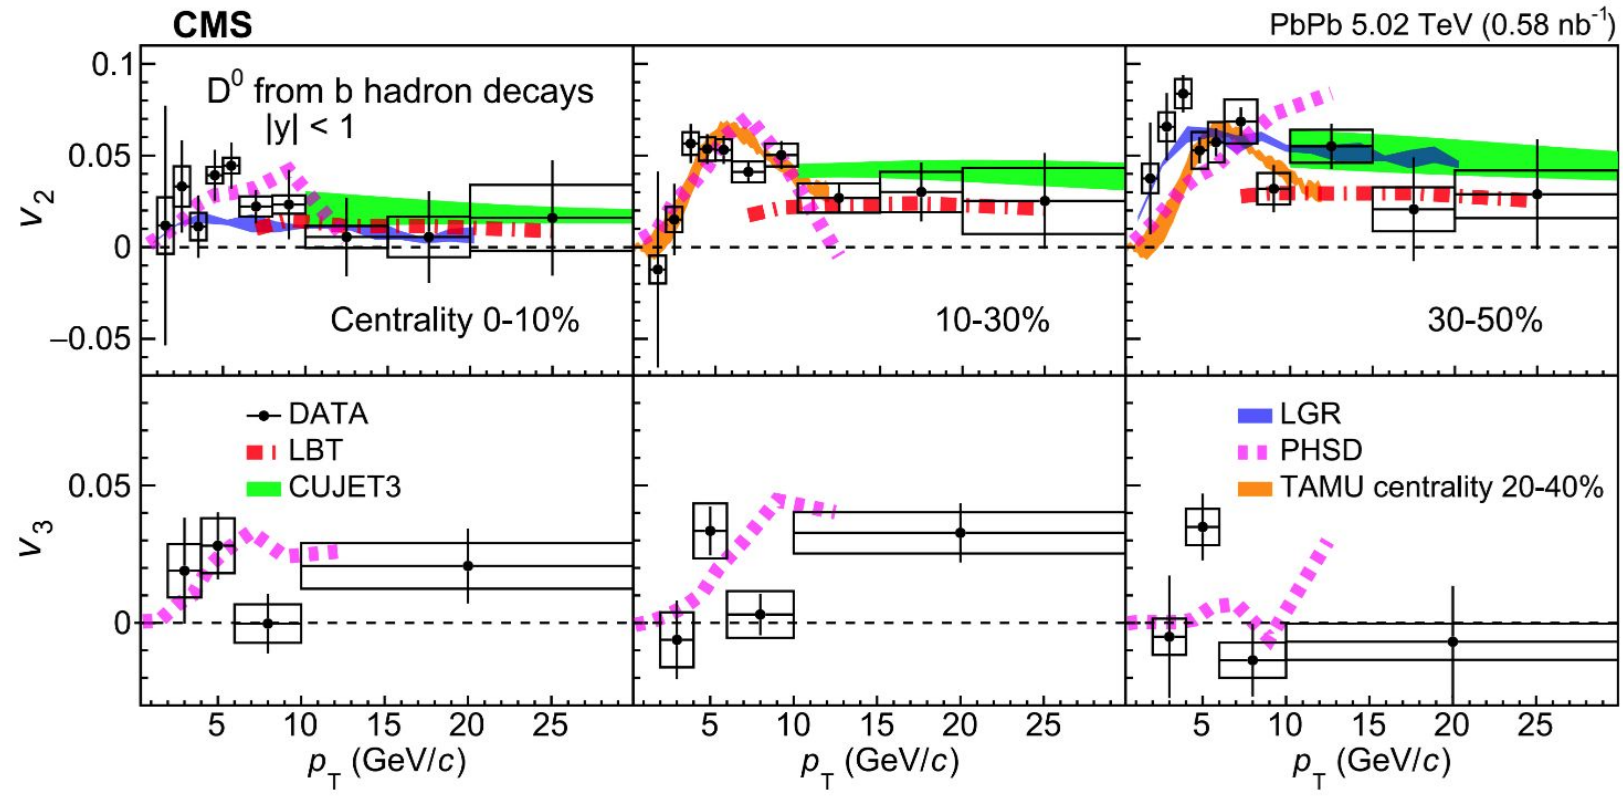 CMS PbPb 5.02 TeV (0.58 nb⁻¹)
D⁰ from b hadron decays
|y| < 1
0.1
0.05
0
−0.05
v₂
Centrality 0-10%
10-30%
30-50%
DATA
LBT
CUJET3
LGR
PHSD
TAMU centrality 20-40%
0.05
0
v₃
5 10 15 20 25 5 10 15 20 25 5 10 15 20 25
p_T (GeV/c) p_T (GeV/c) p_T (GeV/c)